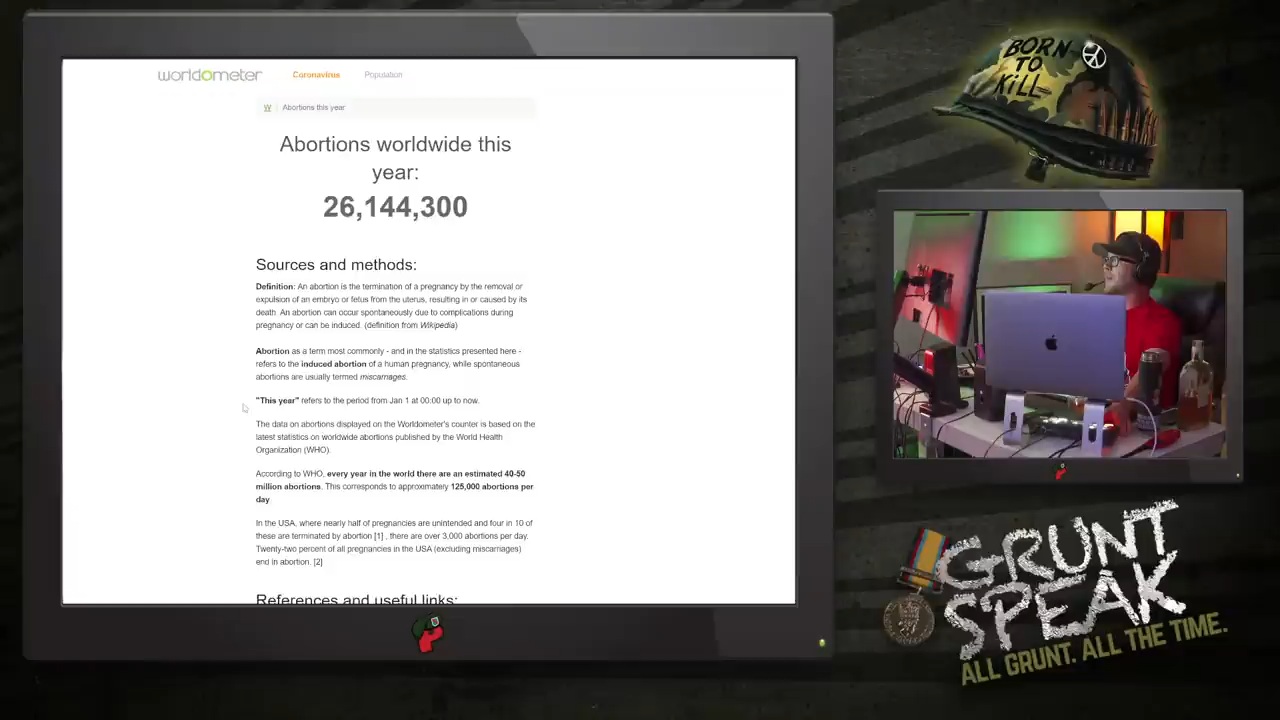 worldometer
Coronavirus
Population
W
Abortions this year
Abortions worldwide this
year:
26,144,300
Sources and methods:
Definition: An abortion is the termination of a pregnancy by the removal or
expulsion of an embryo or fetus from the uterus, resulting in or caused by its
death. An abortion can occur spontaneously due to complications during
pregnancy or can be induced. (definition from Wikipedia)
Abortion as a term most commonly - and in the statistics presented here -
refers to the induced abortion of a human pregnancy, while spontaneous
abortions are usually termed miscarriages.
"This year" refers to the period from Jan 1 at 00:00 up to now.
The data on abortions displayed on the Worldometer's counter is based on the
latest statistics on worldwide abortions published by the World Health
Organization (WHO).
According to WHO, every year in the world there are an estimated 40-50
million abortions. This corresponds to approximately 125,000 abortions per
day.
In the USA, where nearly half of pregnancies are unintended and four in 10 of
these are terminated by abortion [1] , there are over 3,000 abortions per day.
Twenty-two percent of all pregnancies in the USA (excluding miscarriages)
end in abortion. [2]
References and useful links:
BORN
TO
KILL
GRUNT
SPEAK
ALL GRUNT. ALL THE TIME.